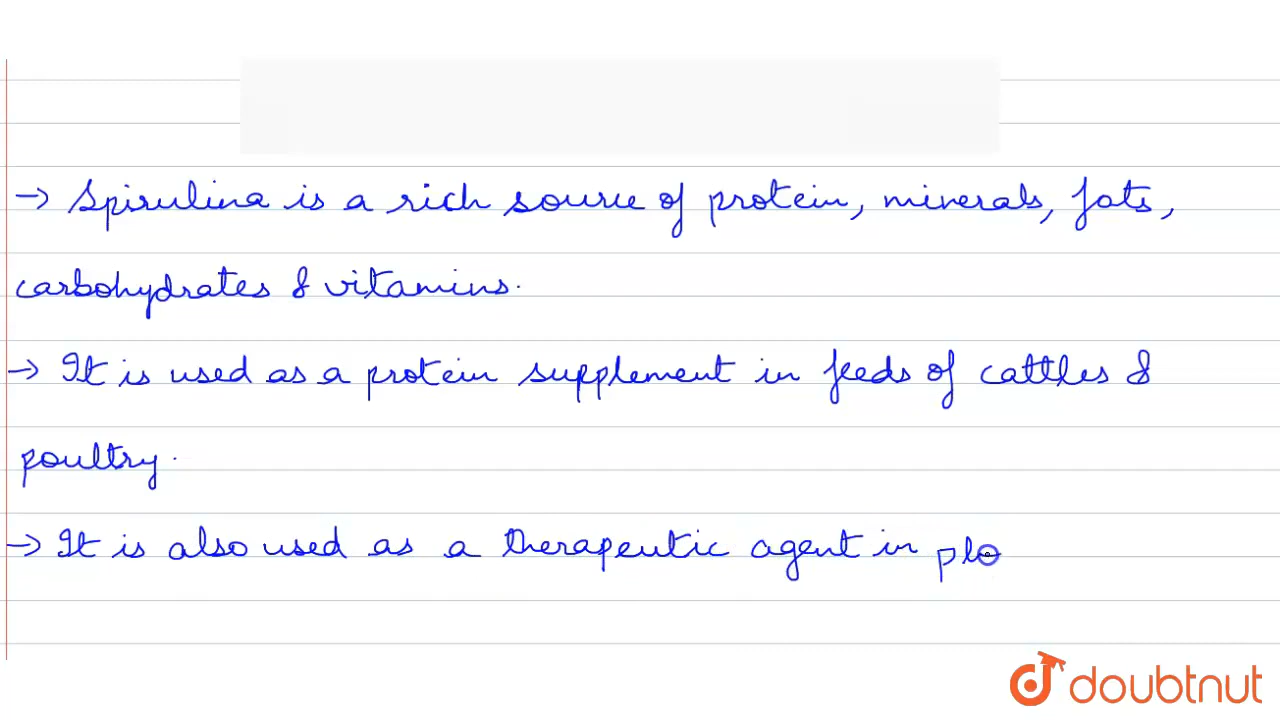 → Spirulina is a rich source of protein, minerals, fats,
carbohydrates & vitamins.
→ It is used as a protein supplement in feeds of cattles &
poultry.
→ It is also used as a therapeutic agent in
doubtnut